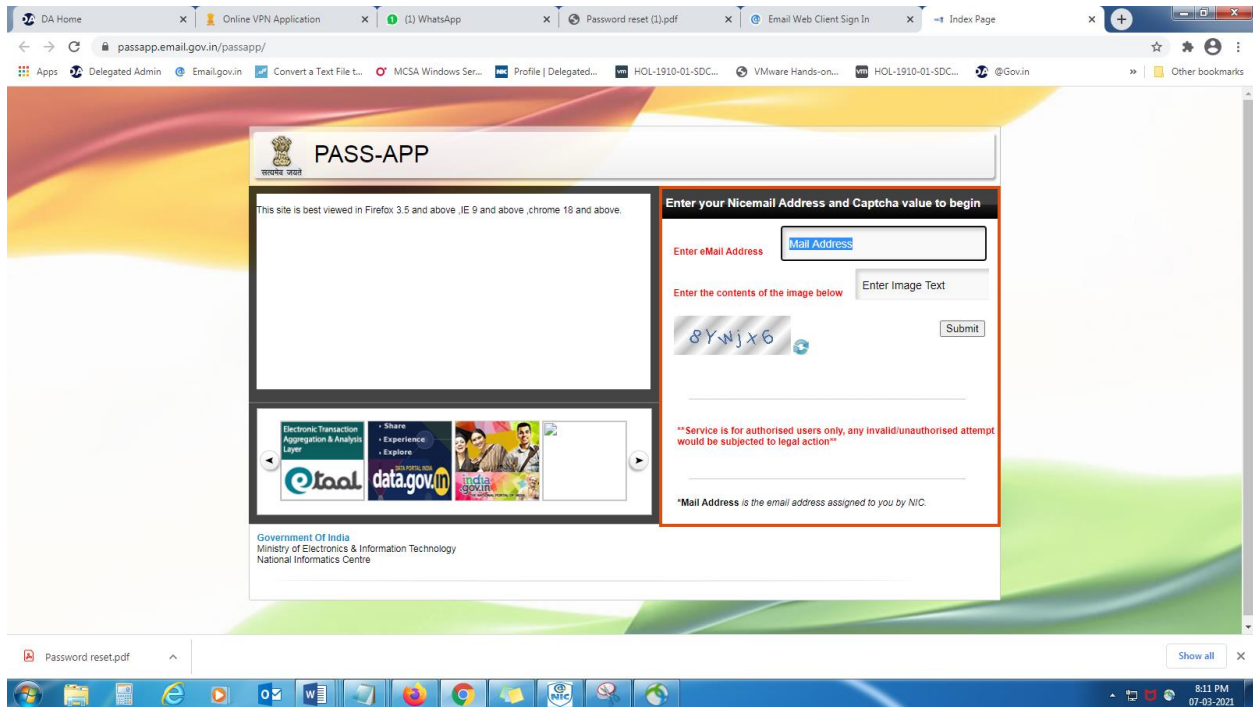 DA Home
Online VPN Application
(1) WhatsApp
Password reset (1).pdf
Email Web Client Sign In
Index Page
passapp.email.gov.in/passapp/
Apps
Delegated Admin
Email.gov.in
Convert a Text File t...
MCSA Windows Ser...
Profile | Delegated...
HOL-1910-01-SDC...
VMware Hands-on...
HOL-1910-01-SDC...
@Gov.in
»
Other bookmarks
सत्यमेव जयते
PASS-APP
This site is best viewed in Firefox 3.5 and above ,IE 9 and above ,chrome 18 and above.
Enter your Nicemail Address and Captcha value to begin
Enter eMail Address
Mail Address
Enter the contents of the image below
Enter Image Text
8YWjx6
Submit
**Service is for authorised users only, any invalid/unauthorised attempt
would be subjected to legal action**
*Mail Address is the email address assigned to you by NIC.
Electronic Transaction
Aggregation & Analysis
Layer
etaal
Share
Experience
Explore
DATA PORTAL INDIA
data.gov.in
india
.gov.in
Government Of India
Ministry of Electronics & Information Technology
National Informatics Centre
Password reset.pdf
Show all
NIC
8:11 PM
07-03-2021